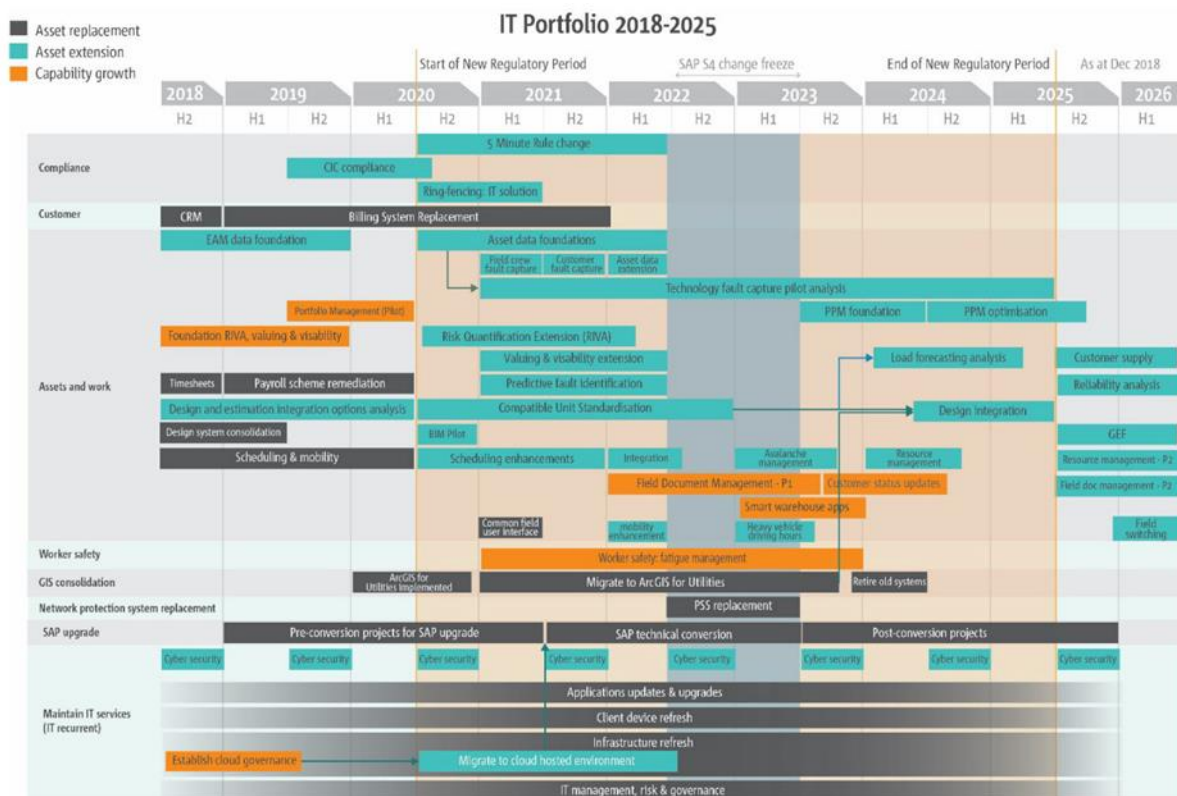 IT Portfolio 2018-2025
Asset replacement
Asset extension
Capability growth
Start of New Regulatory Period
SAP S4 change freeze
End of New Regulatory Period
As at Dec 2018
2018 2019 2020 2021 2022 2023 2024 2025 2026
H2 H1 H2 H1 H2 H1 H2 H1 H2 H1 H2 H1 H2 H1 H2 H1
Compliance
5 Minute Rule change
CIC compliance
Ring-fencing: IT solution
Customer
CRM
Billing System Replacement
Assets and work
EAM data foundation
Asset data foundations
Field crew
fault capture
Customer
fault capture
Asset data
extension
Technology fault capture pilot analysis
Portfolio Management (Pilot)
PPM foundation
PPM optimisation
Foundation RIVA, valuing & visability
Risk Quantification Extension (RIVA)
Valuing & visability extension
Load forecasting analysis
Customer supply
Timesheets
Payroll scheme remediation
Predictive fault identification
Reliability analysis
Design and estimation integration options analysis
Compatible Unit Standardisation
Design integration
Design system consolidation
BIM Pilot
GEF
Scheduling & mobility
Scheduling enhancements
Integration
Avalanche
management
Resource
management
Resource management - P2
Field Document Management - P1
Customer status updates
Field doc management - P2
Smart warehouse apps
Common field
user interface
mobility
enhancement
Heavy vehicle
driving hours
Field
switching
Worker safety
Worker safety: fatigue management
GIS consolidation
ArcGIS for
Utilities implemented
Migrate to ArcGIS for Utilities
Retire old systems
Network protection system replacement
PSS replacement
SAP upgrade
Pre-conversion projects for SAP upgrade
SAP technical conversion
Post-conversion projects
Maintain IT services
(IT recurrent)
Cyber security Cyber security Cyber security Cyber security Cyber security Cyber security Cyber security Cyber security
Applications updates & upgrades
Client device refresh
Infrastructure refresh
Establish cloud governance
Migrate to cloud hosted environment
IT management, risk & governance